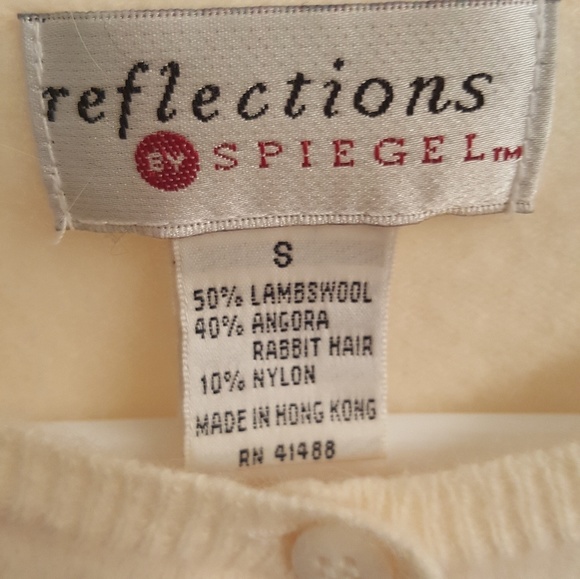 reflections
BY SPIEGEL™
S
50% LAMBSWOOL
40% ANGORA
RABBIT HAIR
10% NYLON
MADE IN HONG KONG
RN 41488